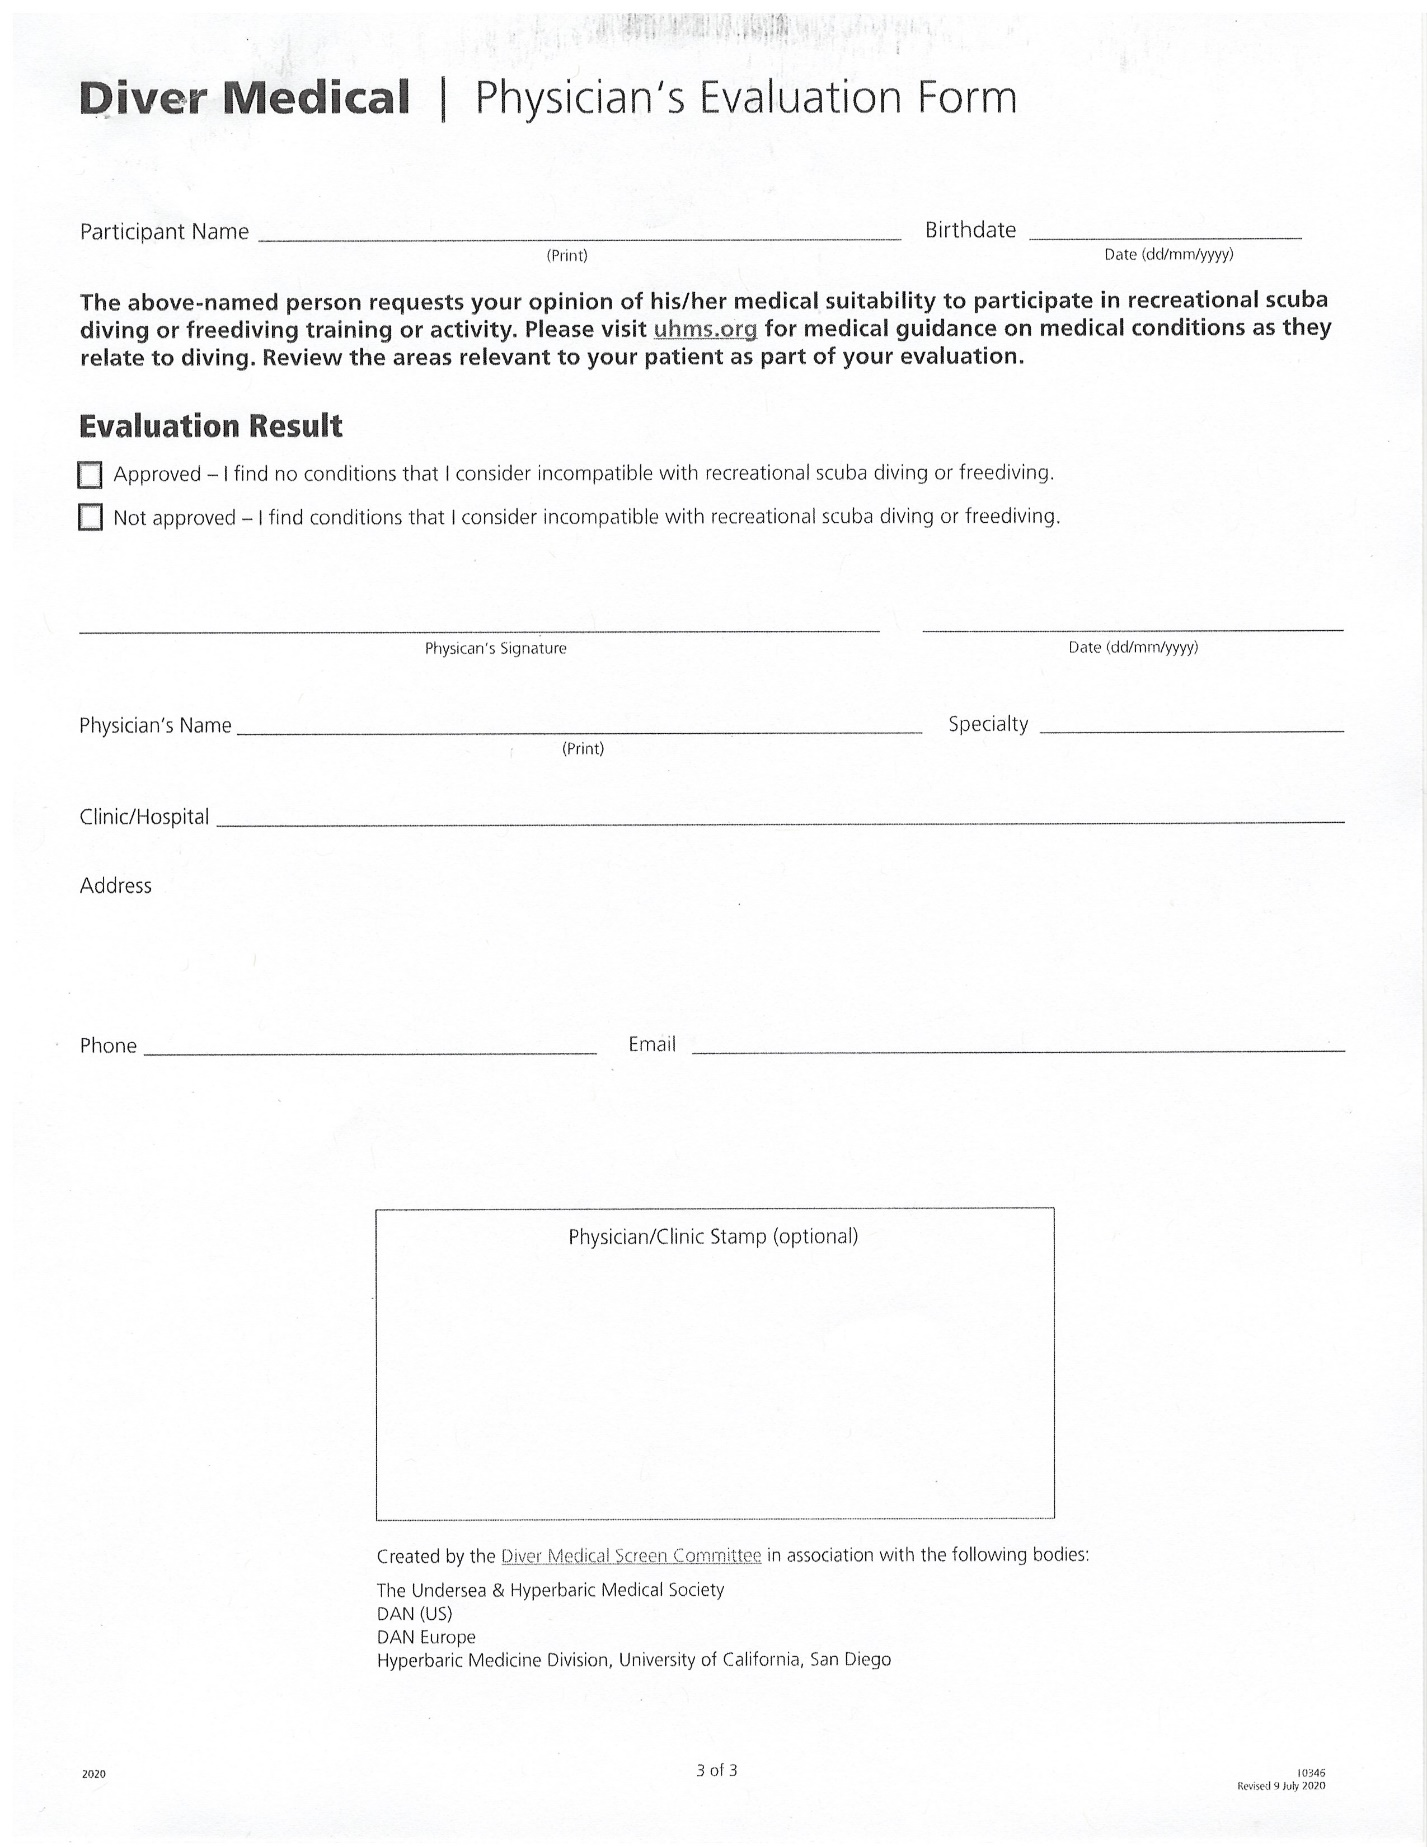 Diver Medical | Physician's Evaluation Form
Participant Name Birthdate
(Print) Date (dd/mm/yyyy)
The above-named person requests your opinion of his/her medical suitability to participate in recreational scuba
diving or freediving training or activity. Please visit uhms.org for medical guidance on medical conditions as they
relate to diving. Review the areas relevant to your patient as part of your evaluation.
Evaluation Result
Approved – I find no conditions that I consider incompatible with recreational scuba diving or freediving.
Not approved – I find conditions that I consider incompatible with recreational scuba diving or freediving.
Physican's Signature Date (dd/mm/yyyy)
Physician's Name Specialty
(Print)
Clinic/Hospital
Address
Phone Email
Physician/Clinic Stamp (optional)
Created by the Diver Medical Screen Committee in association with the following bodies:
The Undersea & Hyperbaric Medical Society
DAN (US)
DAN Europe
Hyperbaric Medicine Division, University of California, San Diego
2020 3 of 3 10346
Revised 9 July 2020